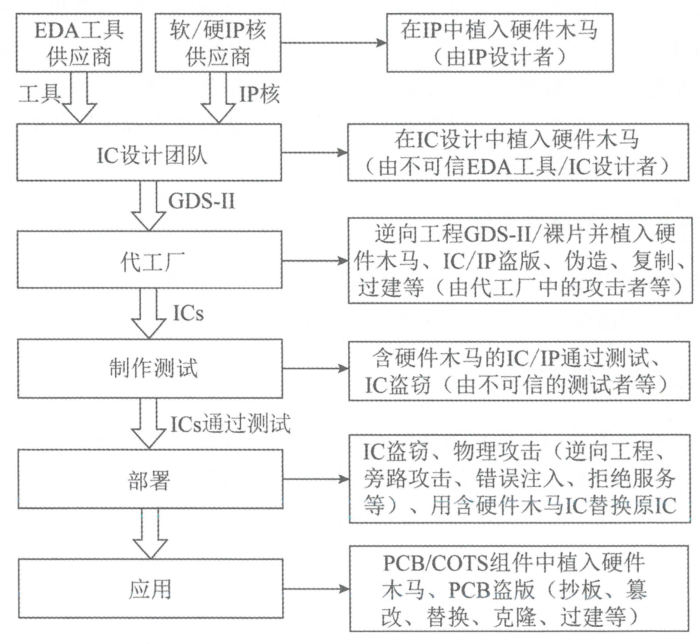 EDA工具
供应商
软/硬IP核
供应商
在IP中植入硬件木马
（由IP设计者）
工具
IP核
IC设计团队
在IC设计中植入硬件木马
（由不可信EDA工具/IC设计者）
GDS-II
代工厂
逆向工程GDS-II/裸片并植入硬
件木马、IC/IP盗版、伪造、复制、
过建等（由代工厂中的攻击者等）
ICs
制作测试
含硬件木马的IC/IP通过测试、
IC盗窃（由不可信的测试者等）
ICs通过测试
部署
IC盗窃、物理攻击（逆向工程、
旁路攻击、错误注入、拒绝服务
等）、用含硬件木马IC替换原IC
应用
PCB/COTS组件中植入硬件
木马、PCB盗版（抄板、篡
改、替换、克隆、过建等）